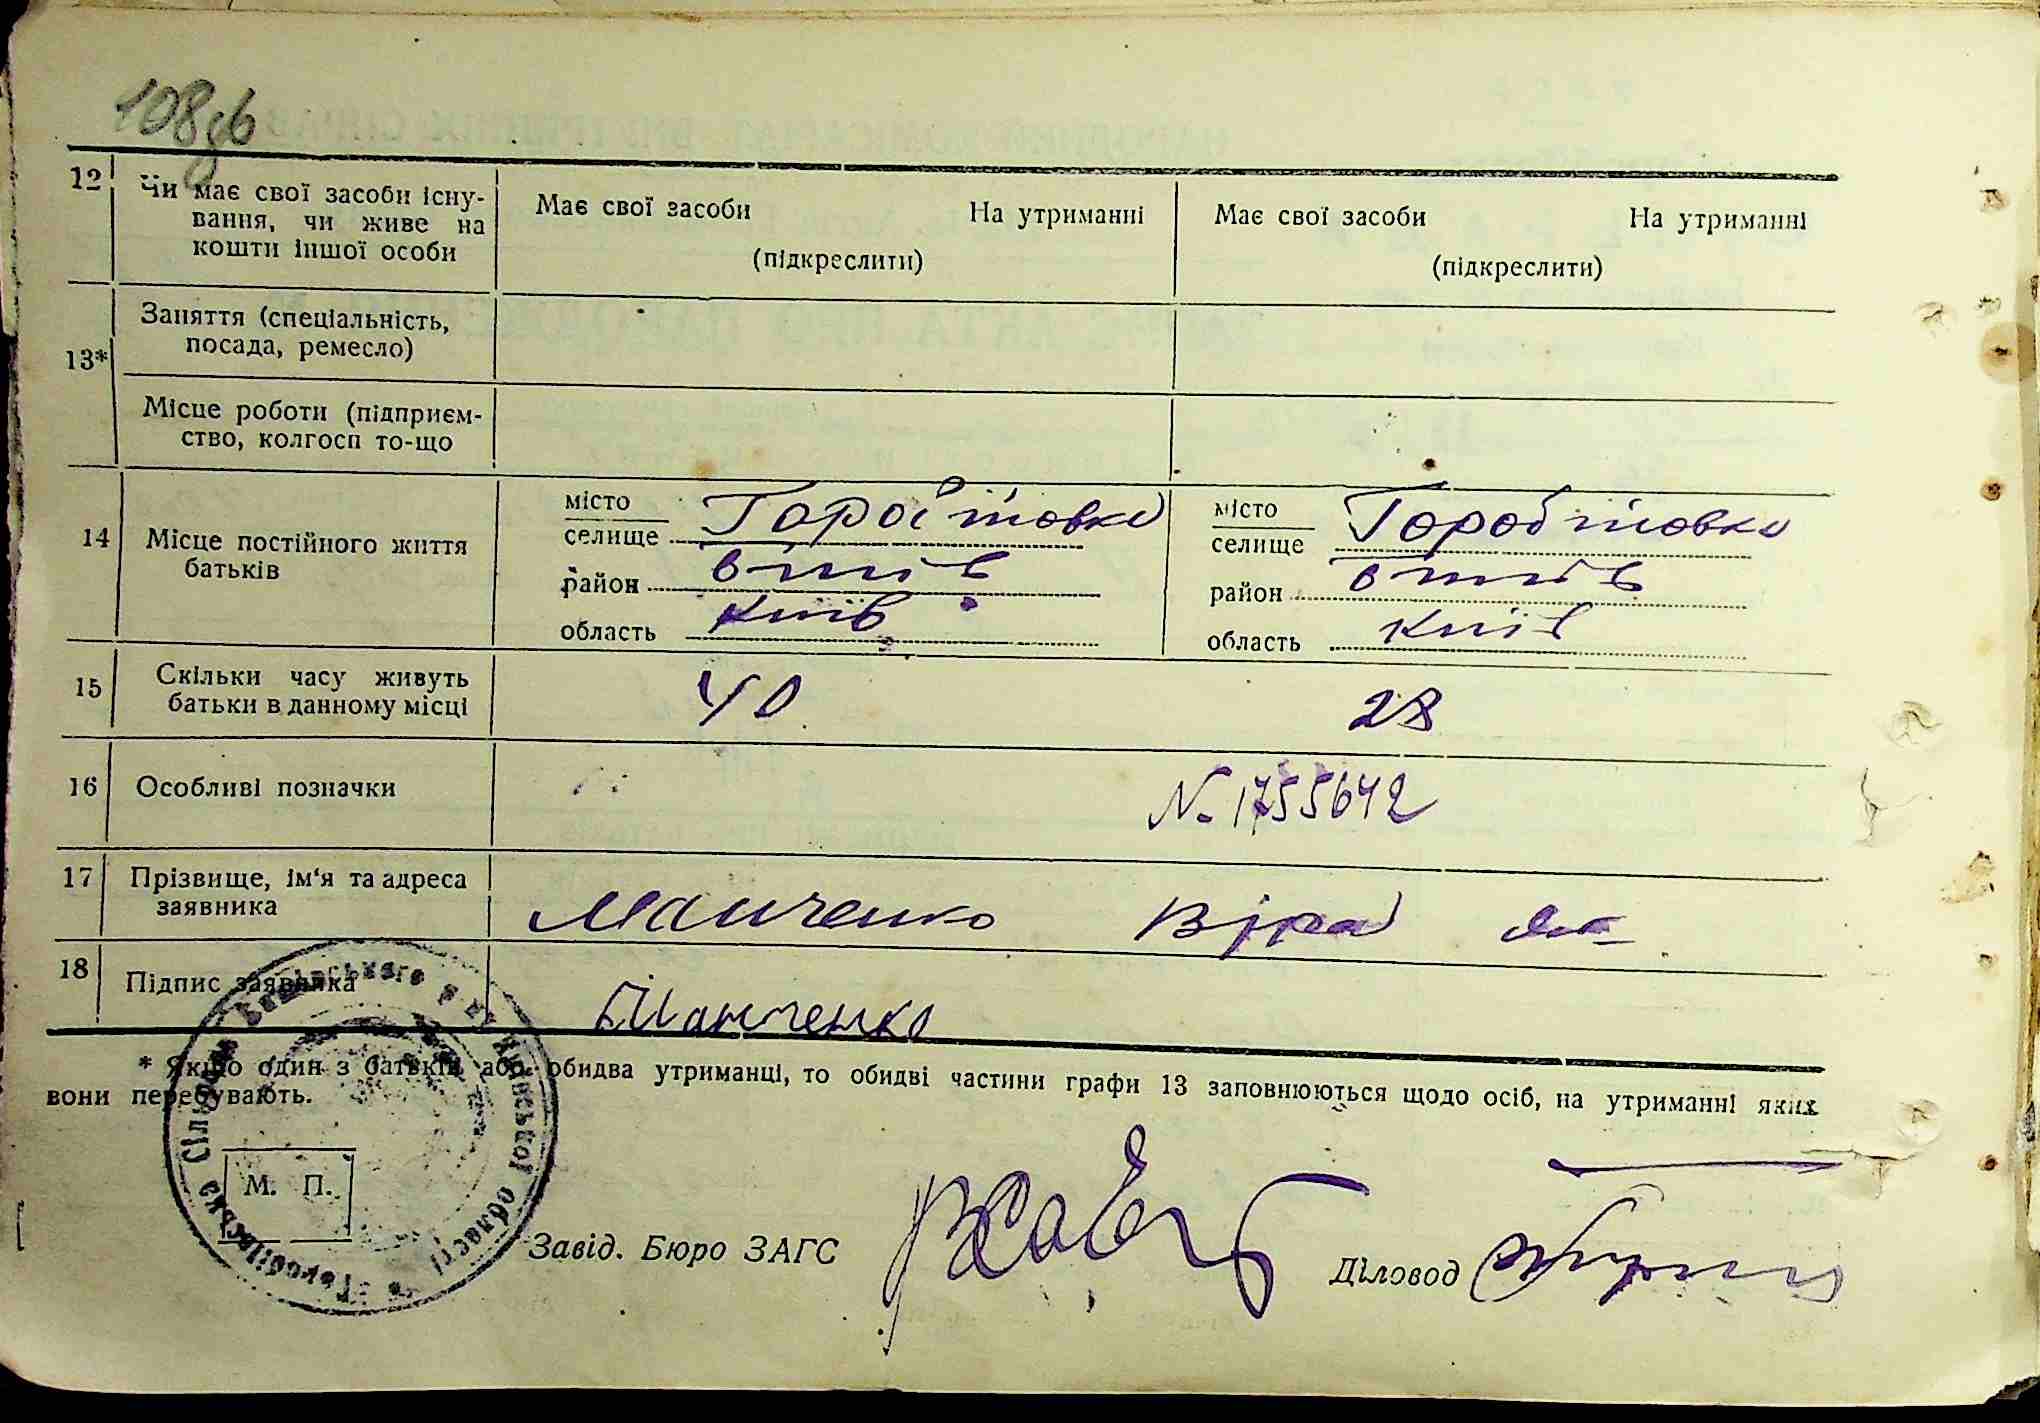 108зв
12
Чи має свої засоби існу-
вання, чи живе на
кошти іншої особи
Має свої засоби На утриманні
(підкреслити)
Має свої засоби На утриманні
(підкреслити)
13*
Заняття (спеціальність,
посада, ремесло)
Місце роботи (підприєм-
ство, колгосп то-що
14
Місце постійного життя
батьків
місто
селище
район
область Київ
місто
селище
район
область Київ
15
Скільки часу живуть
батьки в данному місці
40 28
16
Особливі позначки
№ 1755642
17
Прізвище, ім'я та адреса
заявника
Манченко Віра
18
Підпис заявника
Манченко
* Якщо один з батьків або обидва утриманці, то обидві частини графи 13 заповнюються щодо осіб, на утриманні яких
вони перебувають.
М. П.
Завід. Бюро ЗАГС
Діловод